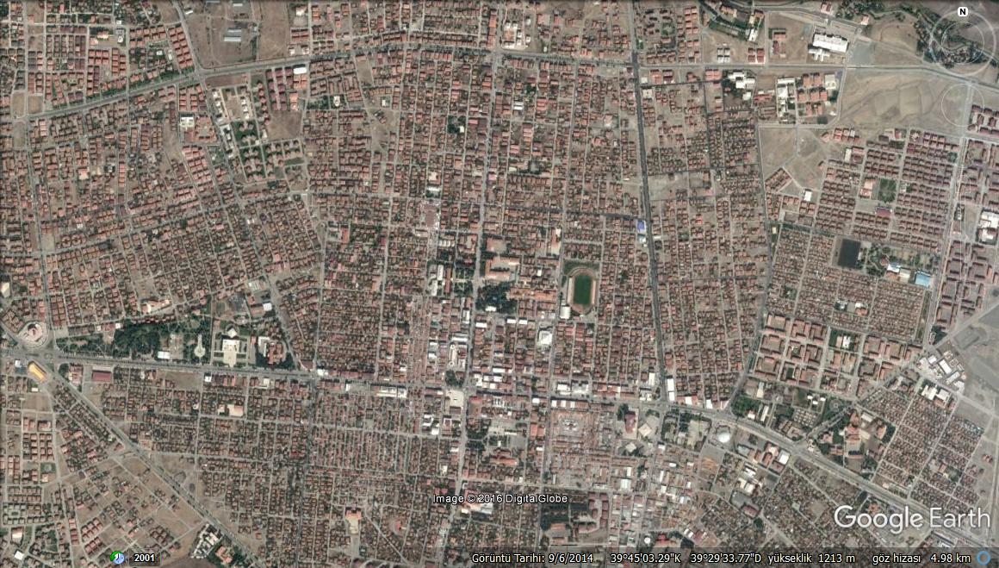 N
Image © 2016 DigitalGlobe
Google Earth
2001
Görüntü Tarihi: 9/6/2014 39°45'03.29"K 39°29'33.77"D yükseklik 1213 m göz hizası 4.98 km